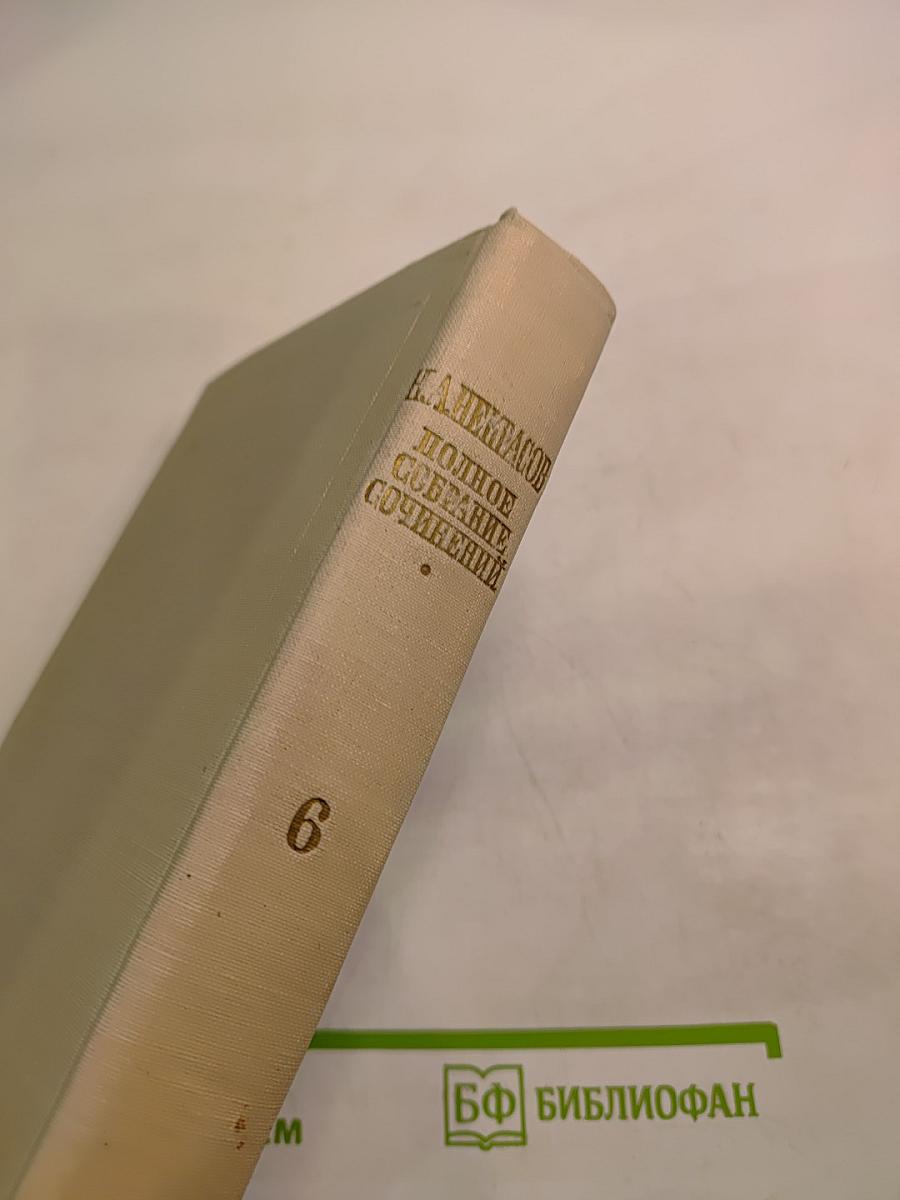 Н.А.НЕКРАСОВ
ПОЛНОЕ
СОБРАНИЕ
СОЧИНЕНИЙ
6
БФ БИБЛИОФАН